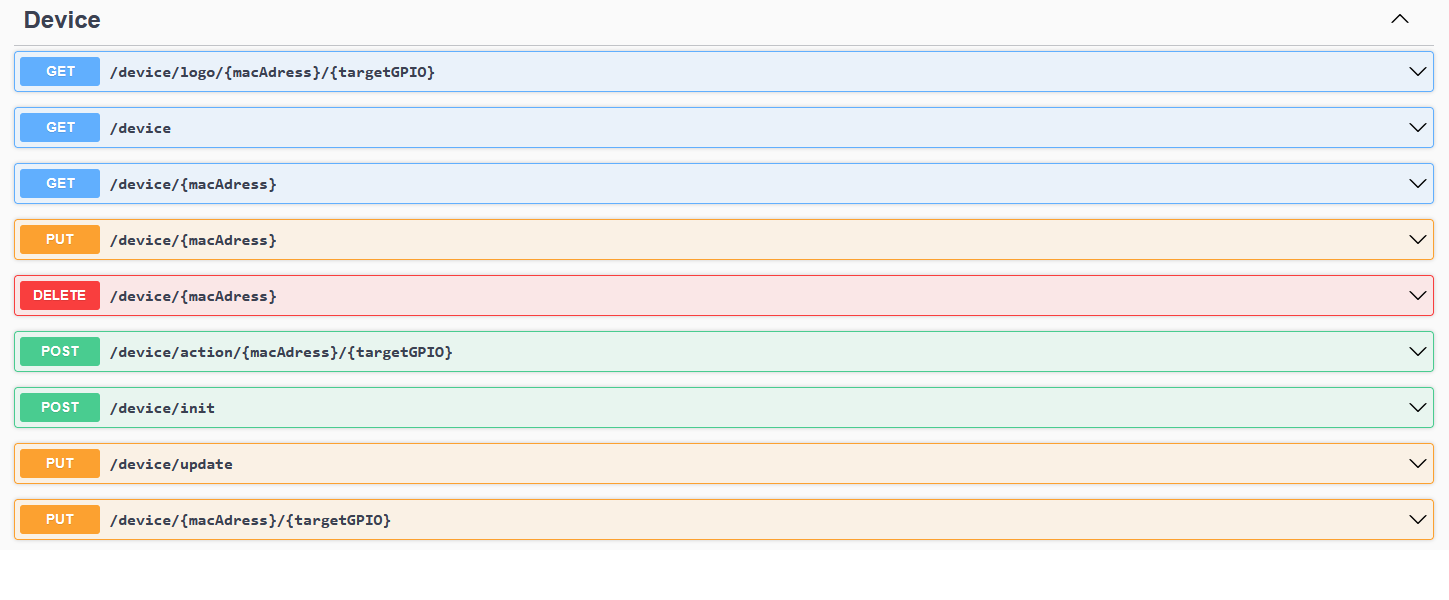 Device
GET /device/logo/{macAdress}/{targetGPIO}
GET /device
GET /device/{macAdress}
PUT /device/{macAdress}
DELETE /device/{macAdress}
POST /device/action/{macAdress}/{targetGPIO}
POST /device/init
PUT /device/update
PUT /device/{macAdress}/{targetGPIO}